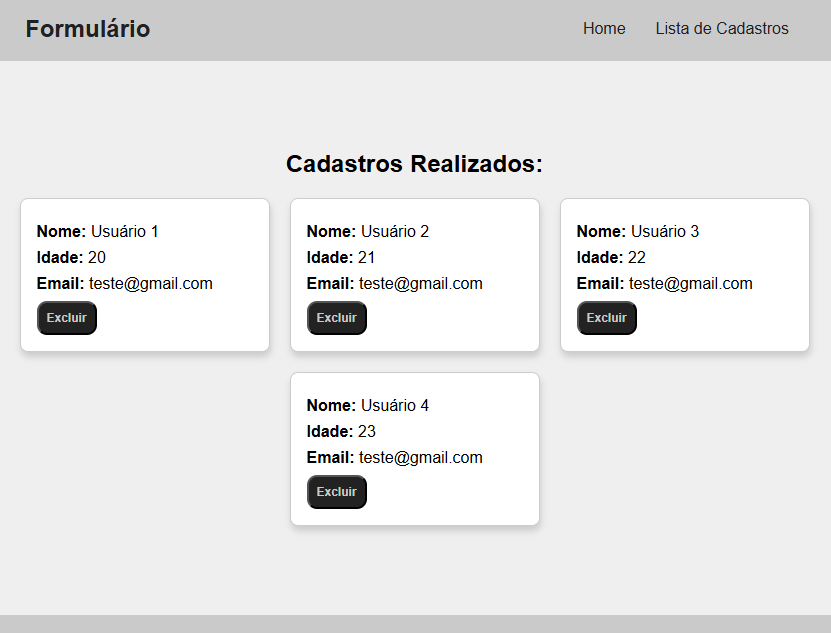 Formulário
Home Lista de Cadastros
Cadastros Realizados:
Nome: Usuário 1
Idade: 20
Email: teste@gmail.com
Excluir
Nome: Usuário 2
Idade: 21
Email: teste@gmail.com
Excluir
Nome: Usuário 3
Idade: 22
Email: teste@gmail.com
Excluir
Nome: Usuário 4
Idade: 23
Email: teste@gmail.com
Excluir